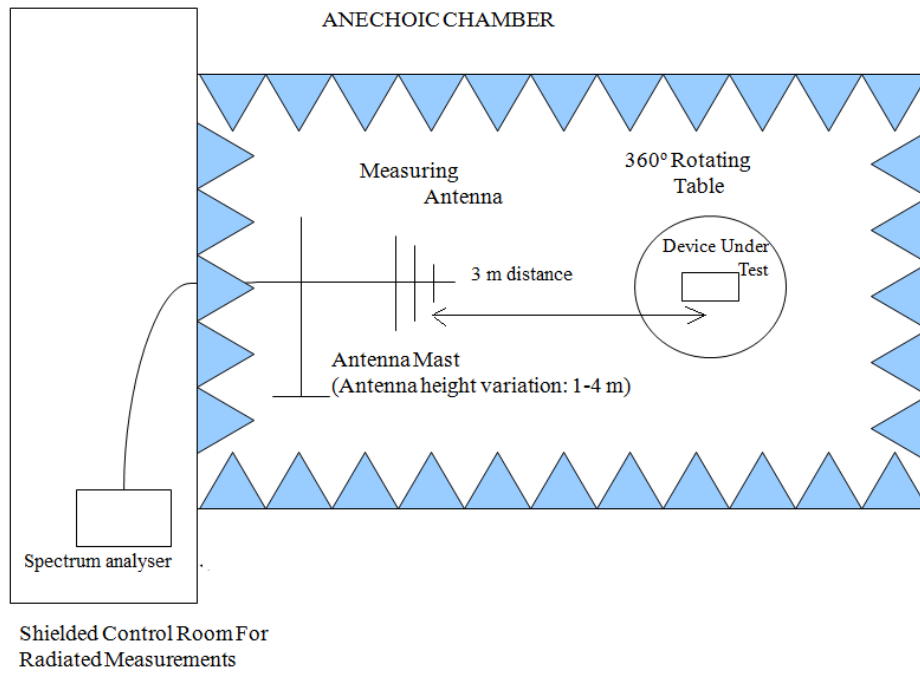 ANECHOIC CHAMBER
Measuring
Antenna
360º Rotating
Table
Device Under
Test
3 m distance
Antenna Mast
(Antenna height variation: 1-4 m)
Spectrum analyser
Shielded Control Room For
Radiated Measurements